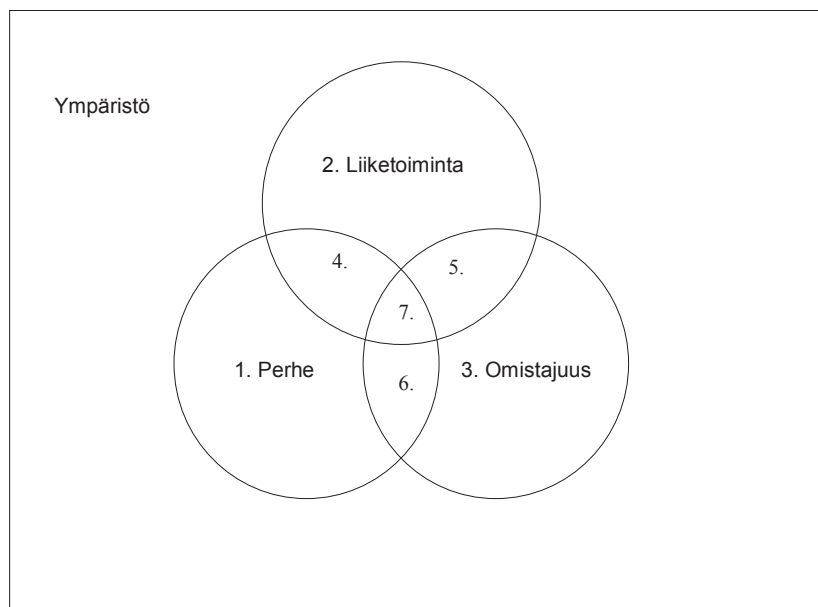 Ympäristö
2. Liiketoiminta
4.
5.
7.
1. Perhe
6.
3. Omistajuus